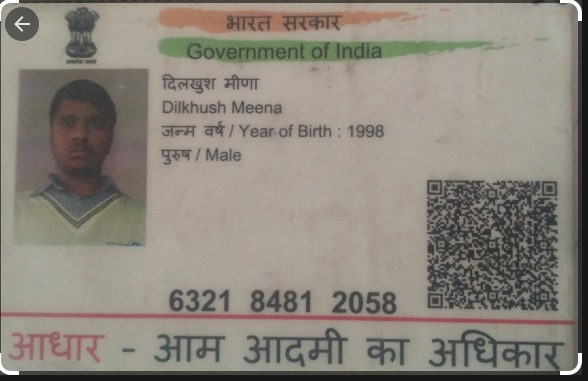 भारत सरकार
Government of India
दिलखुश मीणा
Dilkhush Meena
जन्म वर्ष / Year of Birth : 1998
पुरुष / Male
6321 8481 2058
आधार - आम आदमी का अधिकार